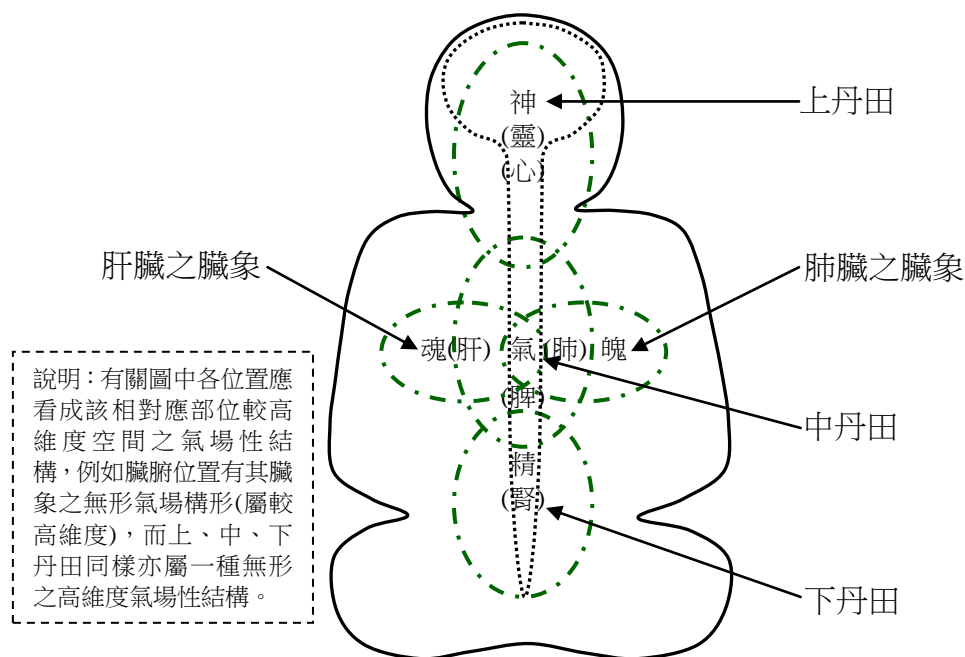 神
上丹田
(靈)
(心)
肝臟之臟象
肺臟之臟象
魂(肝)
氣
(肺)
魄
(脾)
中丹田
精
(腎)
下丹田
說明：有關圖中各位置應
看成該相對應部位較高
維度空間之氣場性結
構，例如臟腑位置有其臟
象之無形氣場構形(屬較
高維度)，而上、中、下
丹田同樣亦屬一種無形
之高維度氣場性結構。